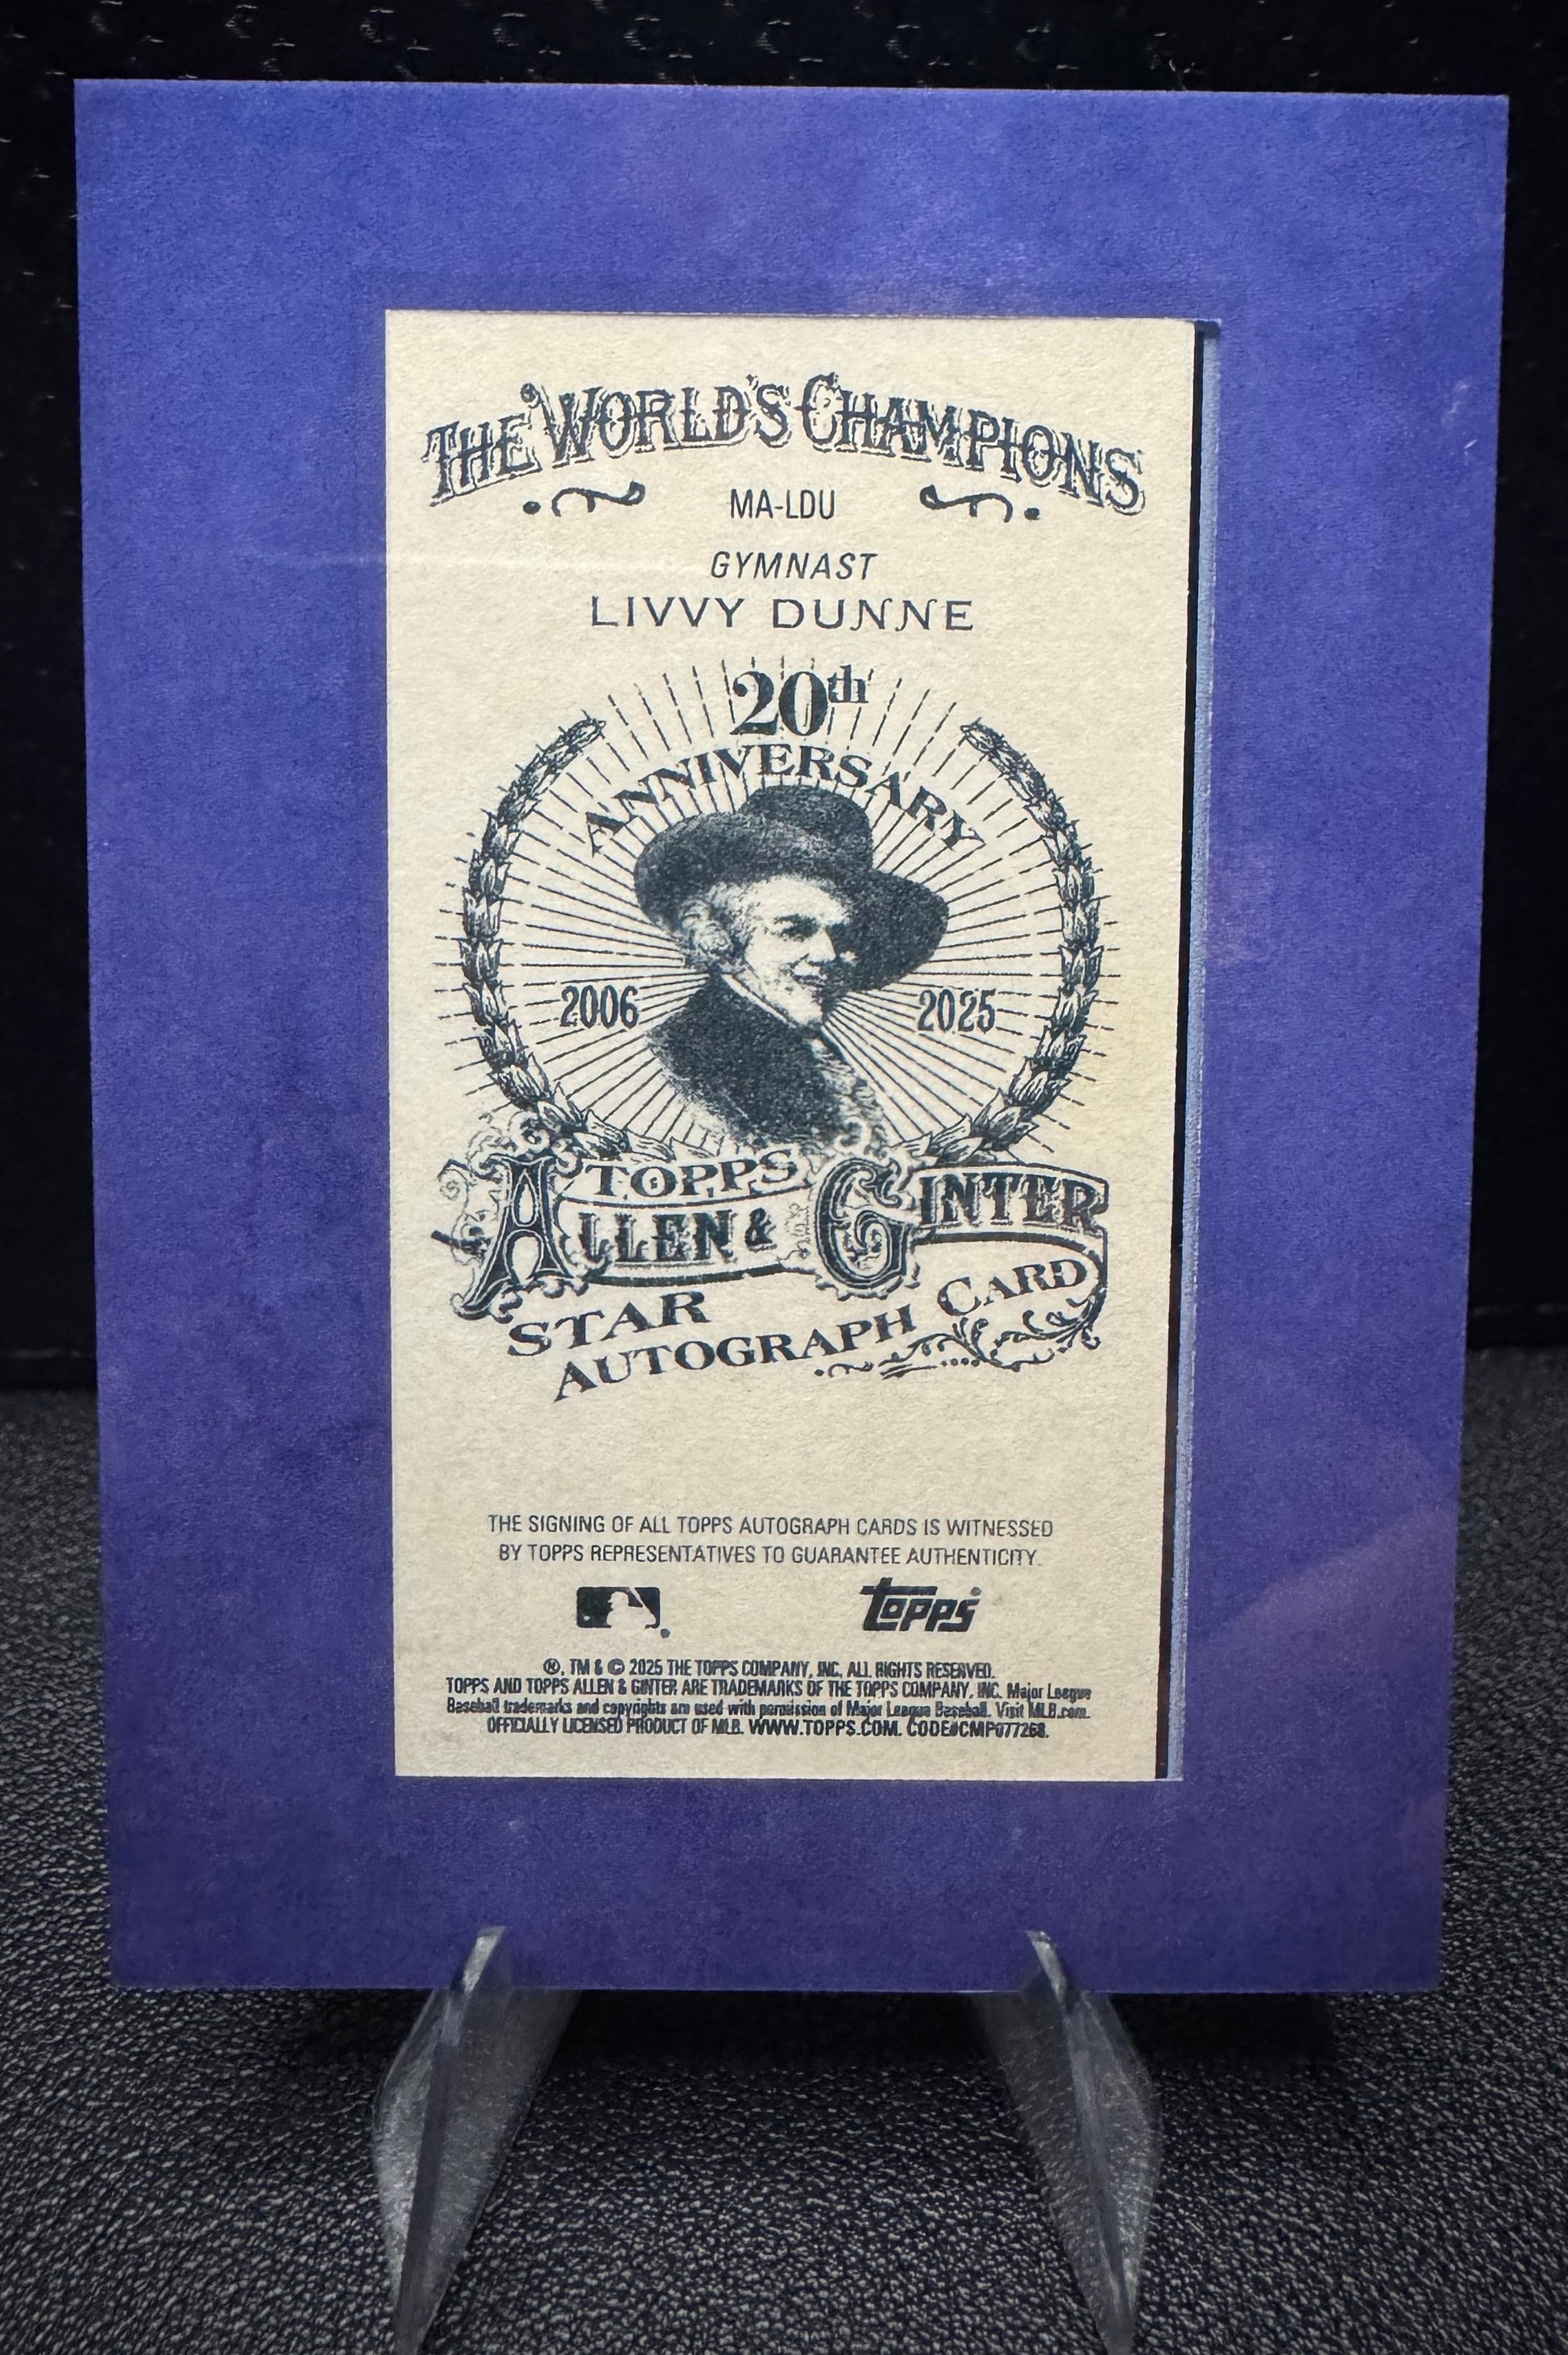 THE WORLD'S CHAMPIONS
MA-LDU
GYMNAST
LIVVY DUNNE
20th
ANNIVERSARY
2006 2025
TOPPS
ALLEN & GINTER
STAR
AUTOGRAPH CARD
THE SIGNING OF ALL TOPPS AUTOGRAPH CARDS IS WITNESSED
BY TOPPS REPRESENTATIVES TO GUARANTEE AUTHENTICITY.
topps
®, TM & © 2025 THE TOPPS COMPANY, INC. ALL RIGHTS RESERVED.
TOPPS AND TOPPS ALLEN & GINTER ARE TRADEMARKS OF THE TOPPS COMPANY, INC. Major League
Baseball trademarks and copyrights are used with permission of Major League Baseball. Visit MLB.com.
OFFICIALLY LICENSED PRODUCT OF MLB. WWW.TOPPS.COM. CODE#CMP077268.